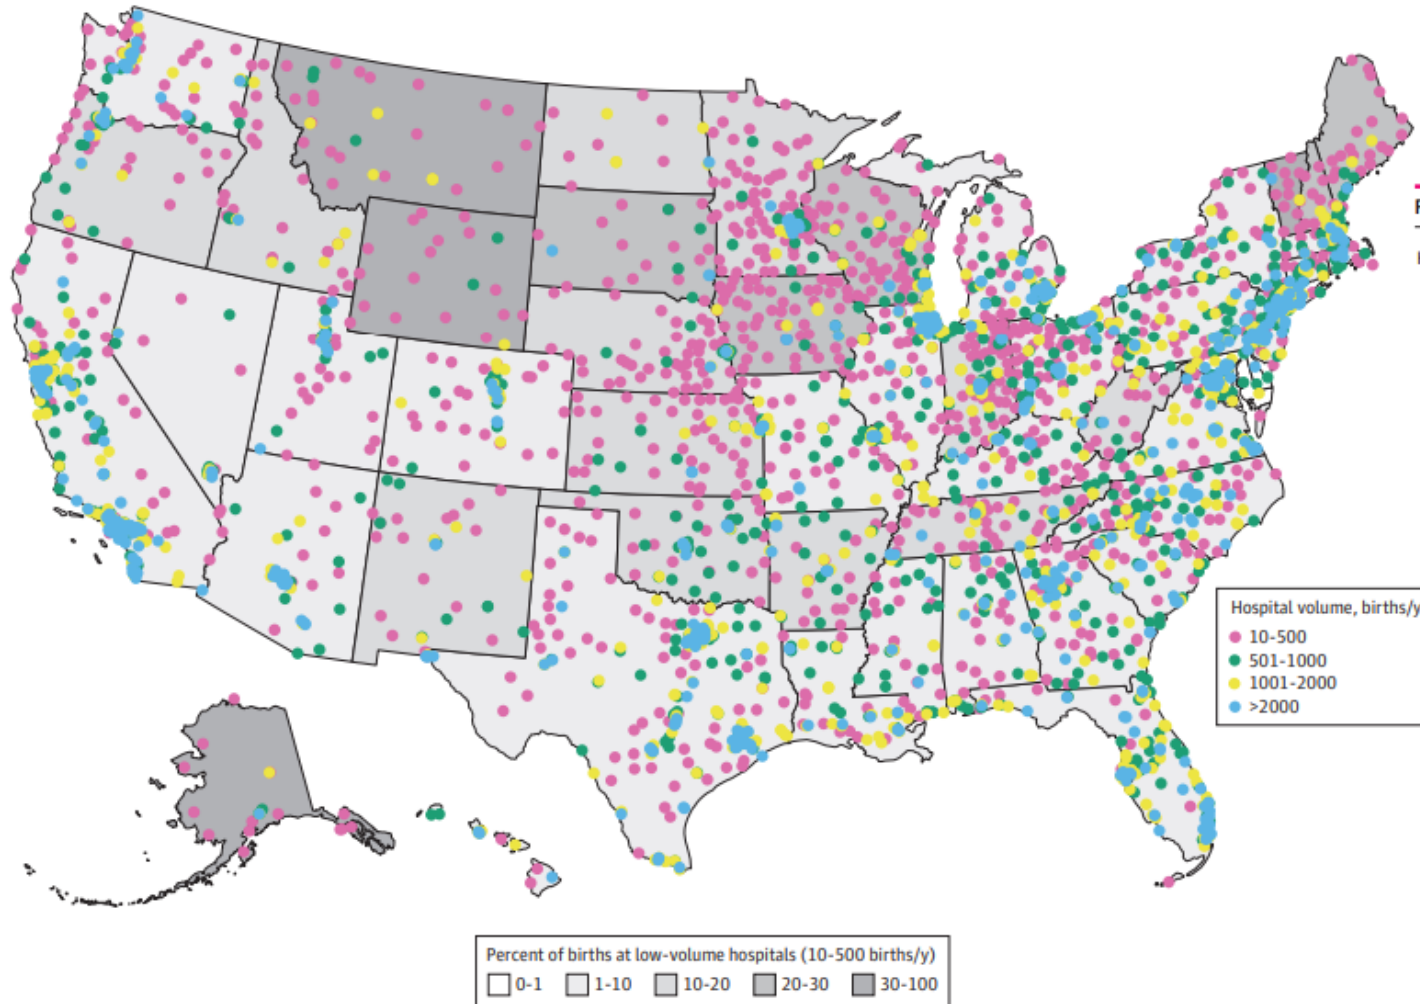 Hospital volume, births/y
10-500
501-1000
1001-2000
>2000
Percent of births at low-volume hospitals (10-500 births/y)
0-1 1-10 10-20 20-30 30-100